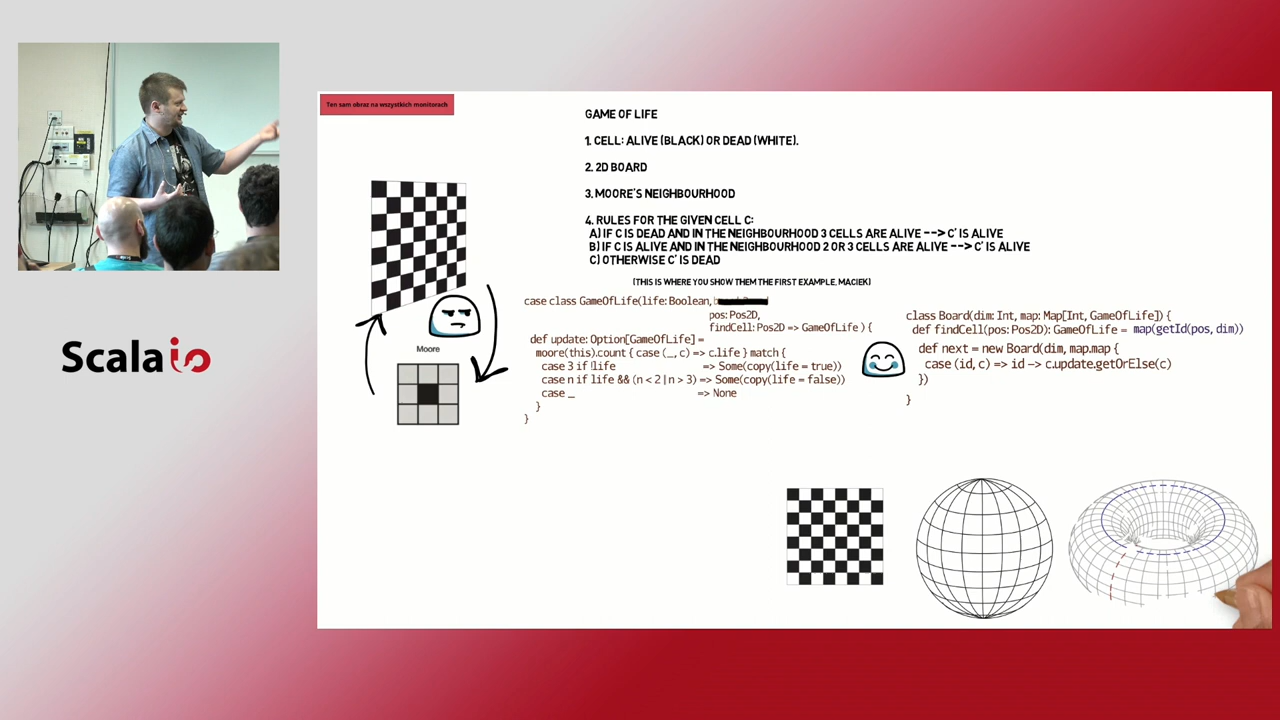 Ten sam obraz na wszystkich monitorach
GAME OF LIFE
1. CELL: ALIVE (BLACK) OR DEAD (WHITE).
2. 2D BOARD
3. MOORE'S NEIGHBOURHOOD
4. RULES FOR THE GIVEN CELL C:
A) IF C IS DEAD AND IN THE NEIGHBOURHOOD 3 CELLS ARE ALIVE --> C' IS ALIVE
B) IF C IS ALIVE AND IN THE NEIGHBOURHOOD 2 OR 3 CELLS ARE ALIVE --> C' IS ALIVE
C) OTHERWISE C' IS DEAD
(THIS IS WHERE YOU SHOW THEM THE FIRST EXAMPLE, MACIEK)
case class GameOfLife(life: Boolean,
pos: Pos2D,
findCell: Pos2D => GameOfLife ) {
def update: Option[GameOfLife] =
moore(this).count { case (_, c) => c.life } match {
case 3 if !life => Some(copy(life = true))
case n if life && (n < 2 | n > 3) => Some(copy(life = false))
case _ => None
}
}
class Board(dim: Int, map: Map[Int, GameOfLife]) {
def findCell(pos: Pos2D): GameOfLife = map(getId(pos, dim))
def next = new Board(dim, map.map {
case (id, c) => id -> c.update.getOrElse(c)
})
}
Moore
Scala io